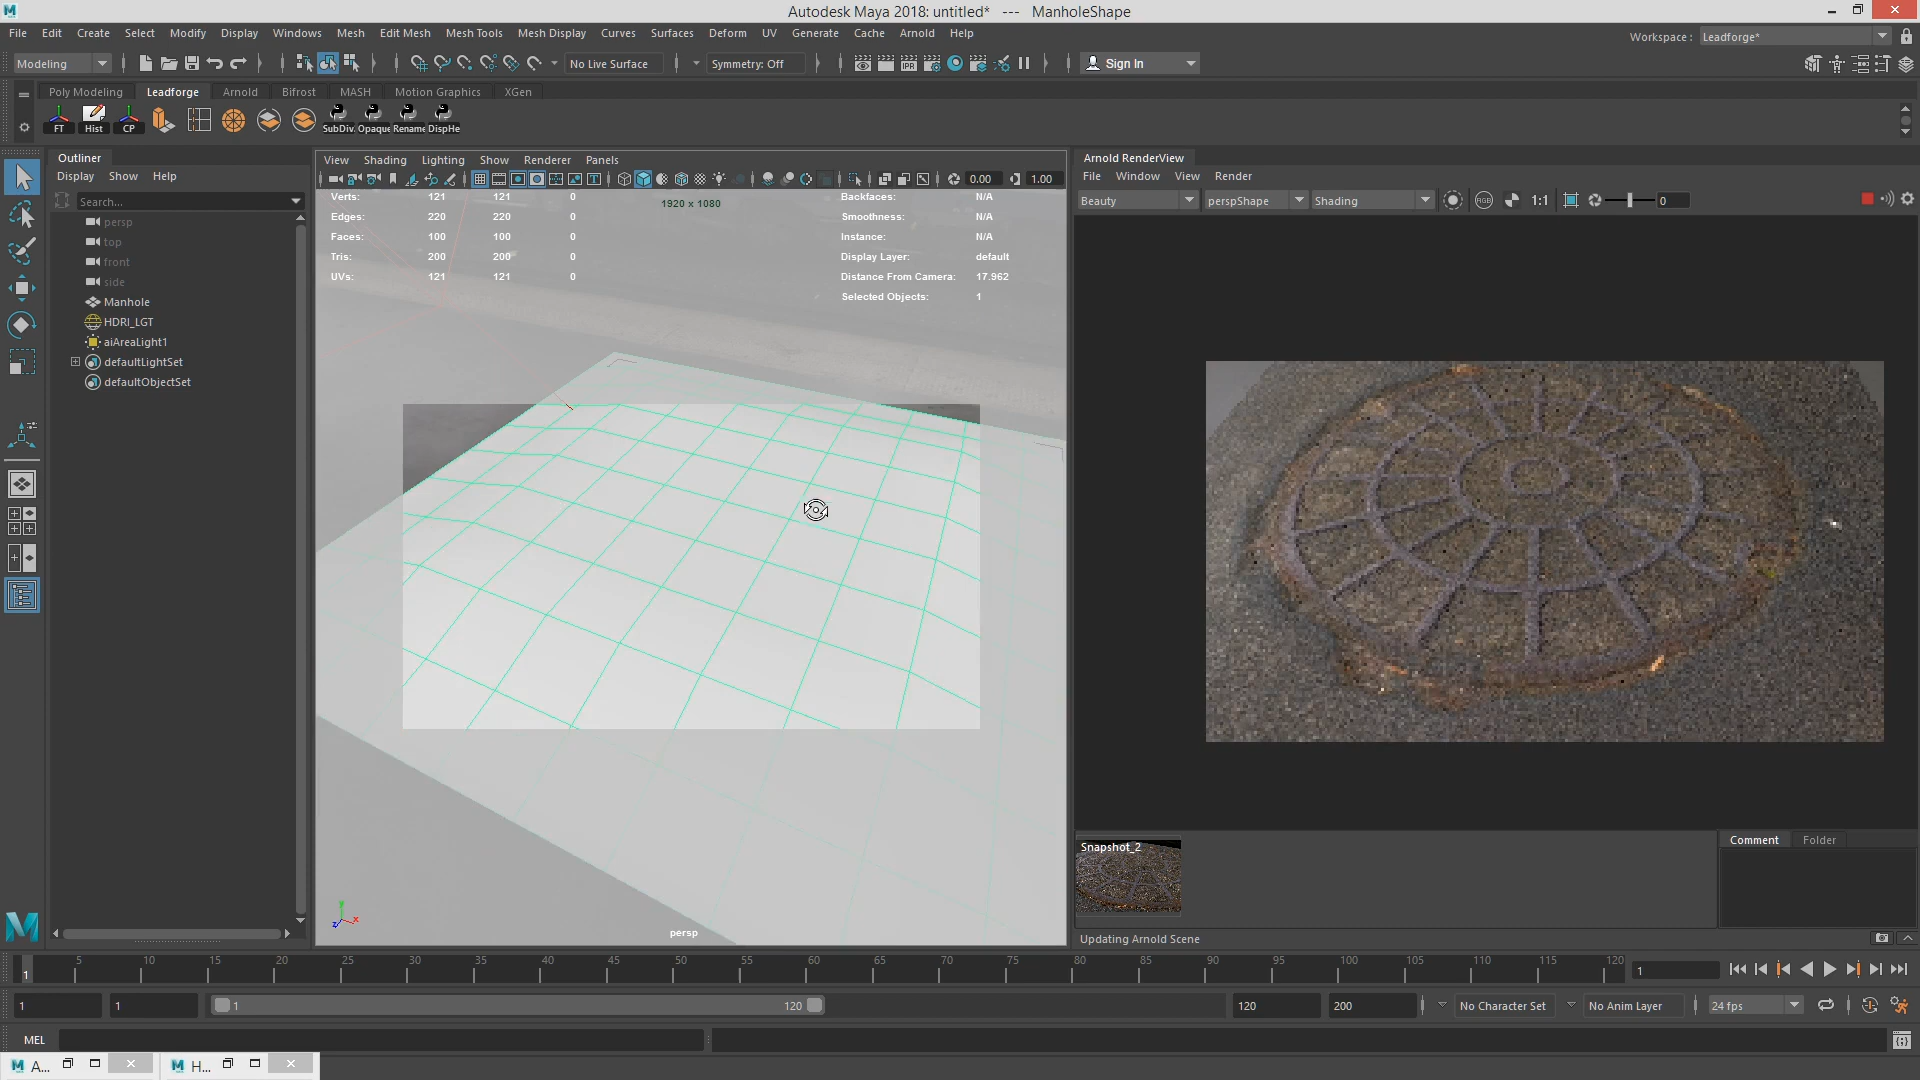 Autodesk Maya 2018: untitled* --- ManholeShape
File Edit Create Select Modify Display Windows Mesh Edit Mesh Mesh Tools Mesh Display Curves Surfaces Deform UV Generate Cache Arnold Help
Workspace : Leadforge*
Modeling No Live Surface Symmetry: Off Sign In
Poly Modeling Leadforge Arnold Bifrost MASH Motion Graphics XGen
FT Hist CP SubDiv Opaque Rename DispHe
Outliner
Display Show Help
Search...
persp
top
front
side
Manhole
HDRI_LGT
aiAreaLight1
defaultLightSet
defaultObjectSet
View Shading Lighting Show Renderer Panels
0.00 1.00
Verts: 121 121 0
Edges: 220 220 0
Faces: 100 100 0
Tris: 200 200 0
UVs: 121 121 0
1920 x 1080
Backfaces: N/A
Smoothness: N/A
Instance: N/A
Display Layer: default
Distance From Camera: 17.962
Selected Objects: 1
y
x
z
persp
Arnold RenderView
File Window View Render
Beauty perspShape Shading RGB 1:1 0
Snapshot_2
Comment Folder
Updating Arnold Scene
1 5 10 15 20 25 30 35 40 45 50 55 60 65 70 75 80 85 90 95 100 105 110 115 120 1
1 1 1 120 120 200 No Character Set No Anim Layer 24 fps
MEL
A... H...